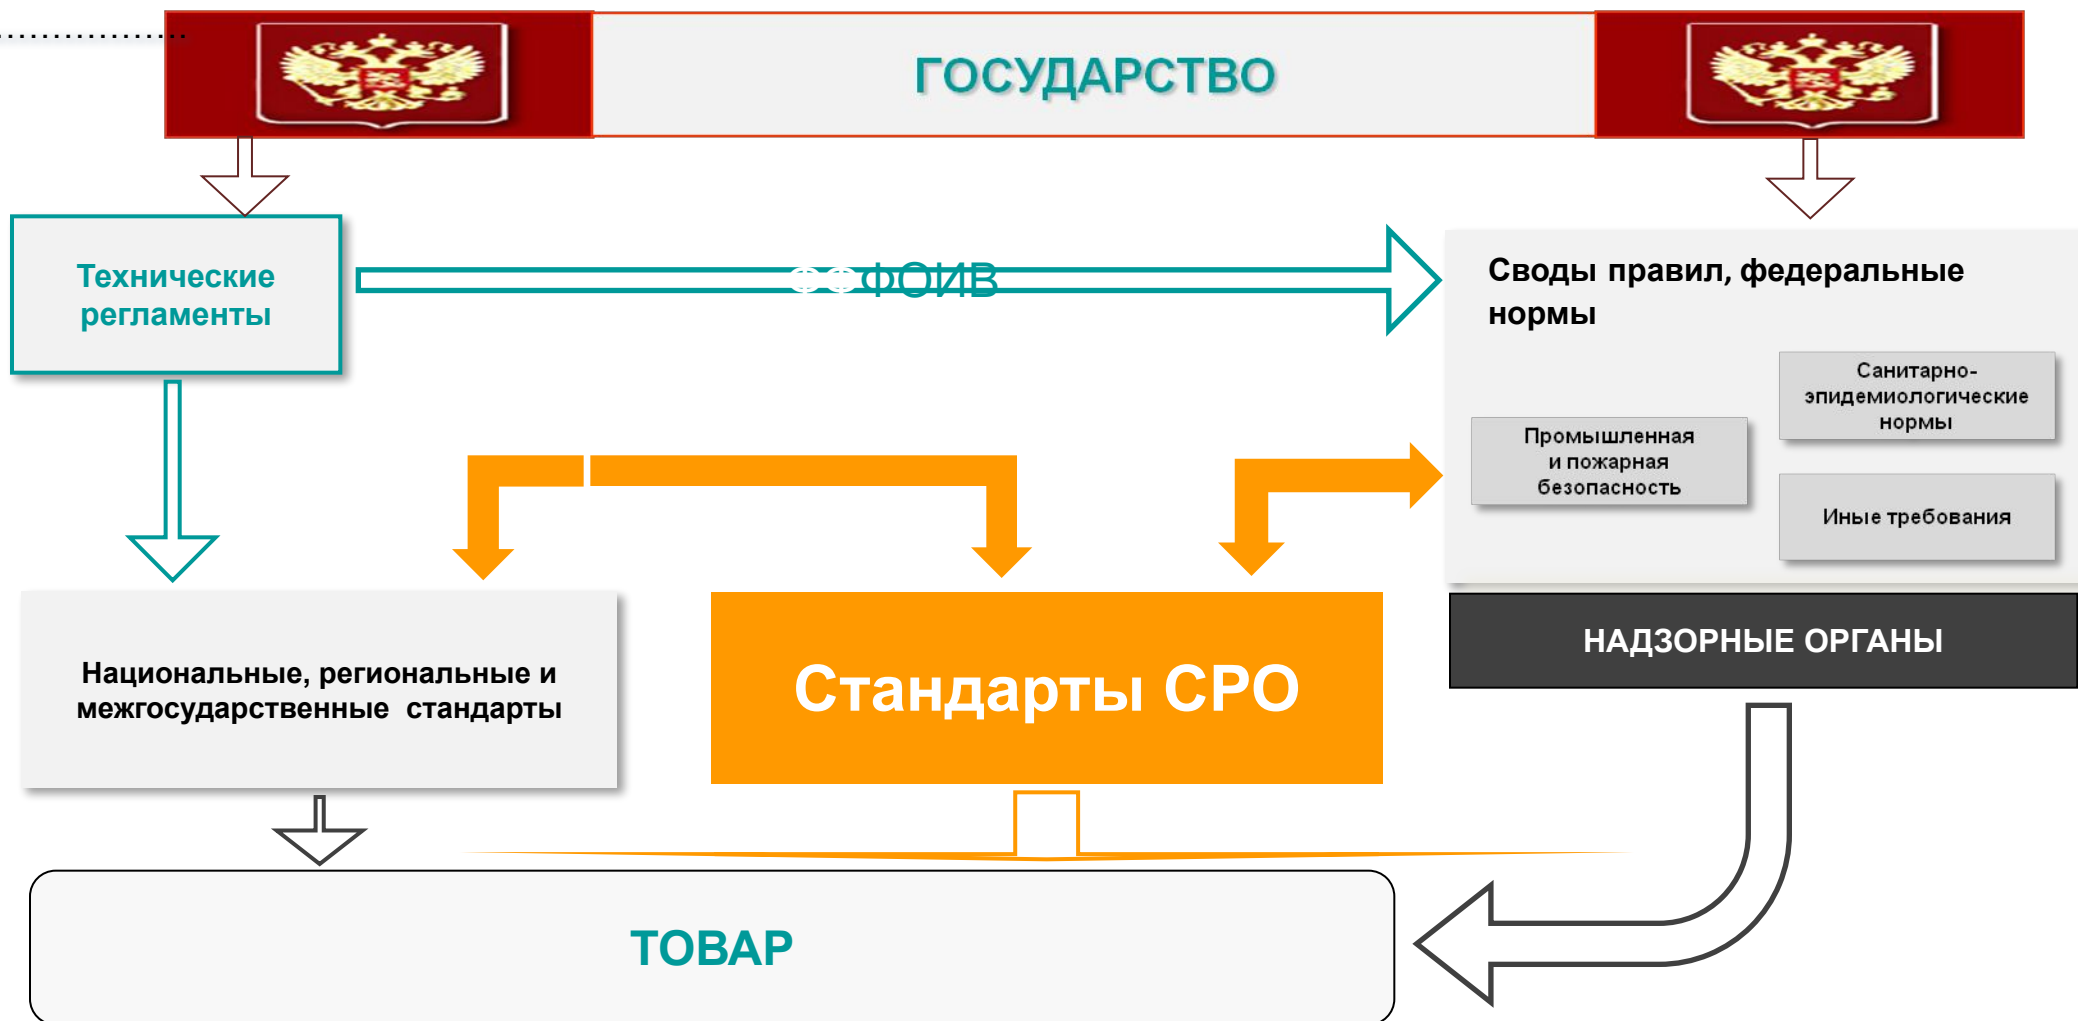 ГОСУДАРСТВО
Технические
регламенты
ФФФОИВ
Своды правил, федеральные
нормы
Санитарно-
эпидемиологические
нормы
Промышленная
и пожарная
безопасность
Иные требования
НАДЗОРНЫЕ ОРГАНЫ
Национальные, региональные и
межгосударственные стандарты
Стандарты СРО
ТОВАР